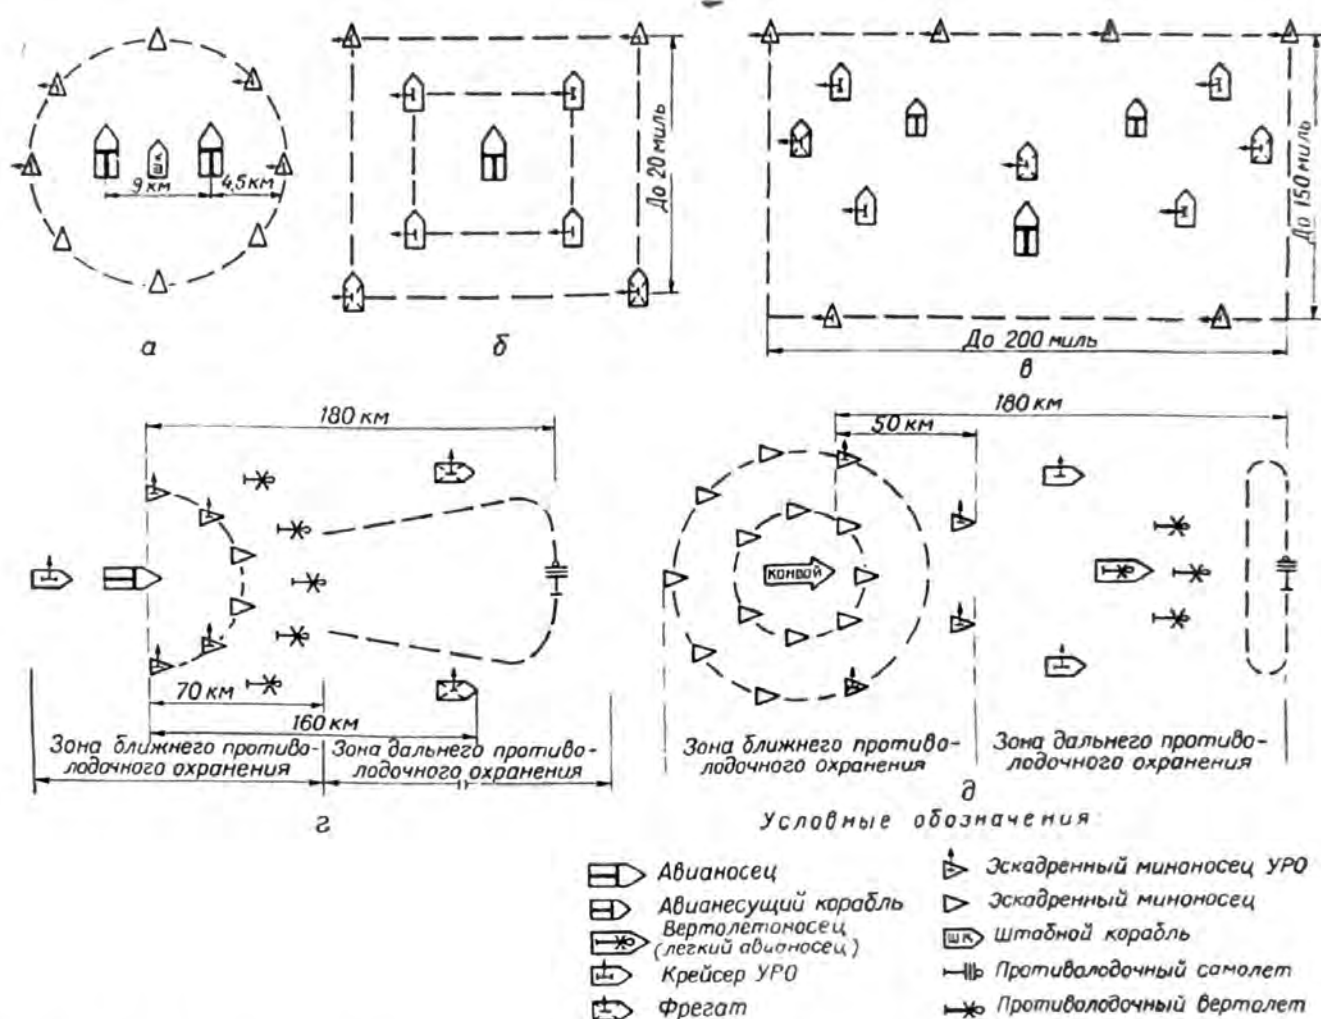 ШК
9 км
4,5 км
а
До 20 миль
б
До 150 миль
До 200 миль
в
180 км
70 км
160 км
Зона ближнего противо-
лодочного охранения
Зона дальнего противо-
лодочного охранения
г
180 км
50 км
КОНВОЙ
Зона ближнего противо-
лодочного охранения
Зона дальнего противо-
лодочного охранения
д
Условные обозначения
Авианосец
Авианесущий корабль
Вертолетоносец
(легкий авианосец)
Крейсер УРО
Фрегат
Эскадренный миноносец УРО
Эскадренный миноносец
ШК Штабной корабль
Противолодочный самолет
Противолодочный вертолет